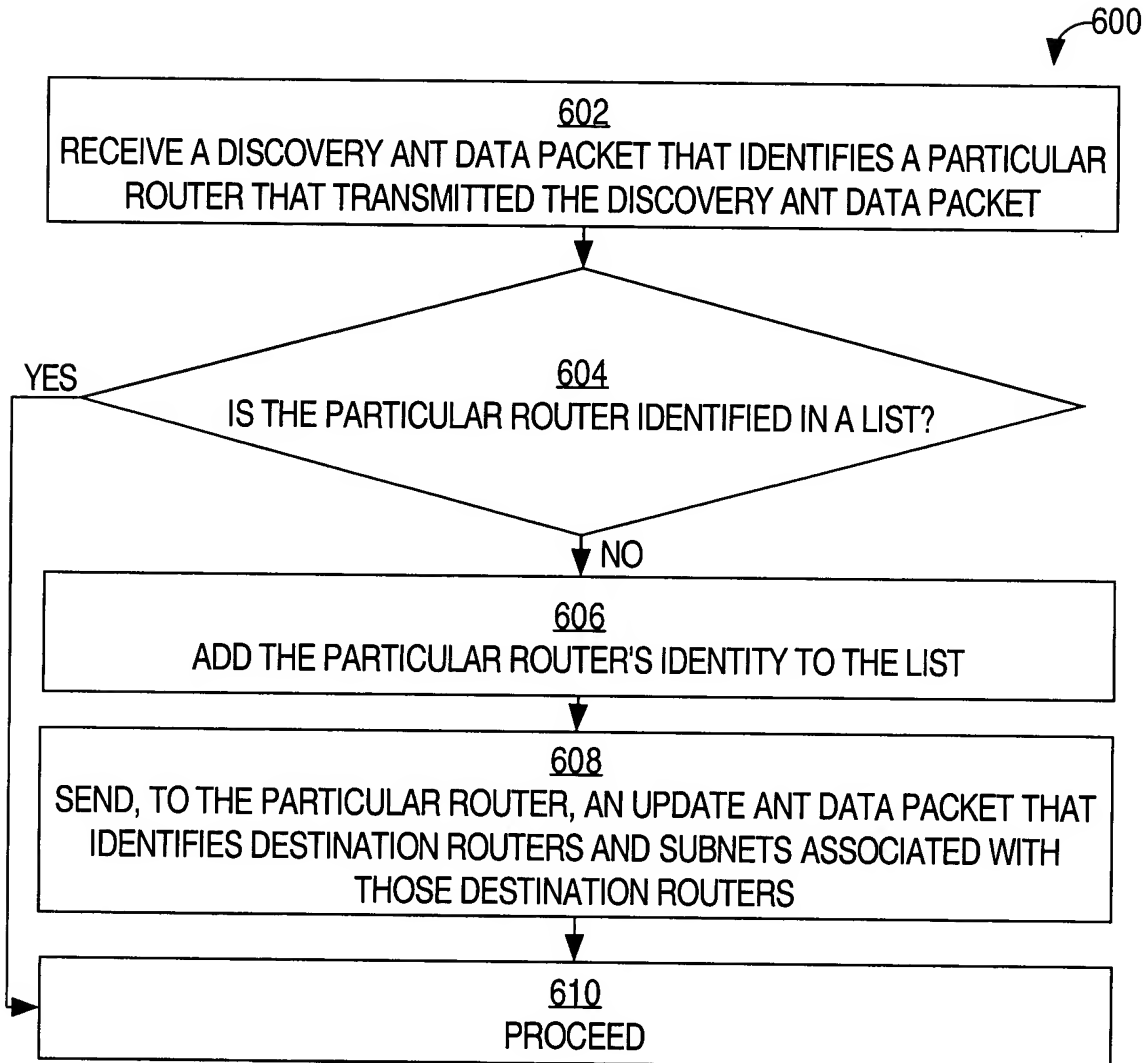 600
602
RECEIVE A DISCOVERY ANT DATA PACKET THAT IDENTIFIES A PARTICULAR
ROUTER THAT TRANSMITTED THE DISCOVERY ANT DATA PACKET
604
YES
IS THE PARTICULAR ROUTER IDENTIFIED IN A LIST?
NO
606
ADD THE PARTICULAR ROUTER'S IDENTITY TO THE LIST
608
SEND, TO THE PARTICULAR ROUTER, AN UPDATE ANT DATA PACKET THAT
IDENTIFIES DESTINATION ROUTERS AND SUBNETS ASSOCIATED WITH
THOSE DESTINATION ROUTERS
610
PROCEED